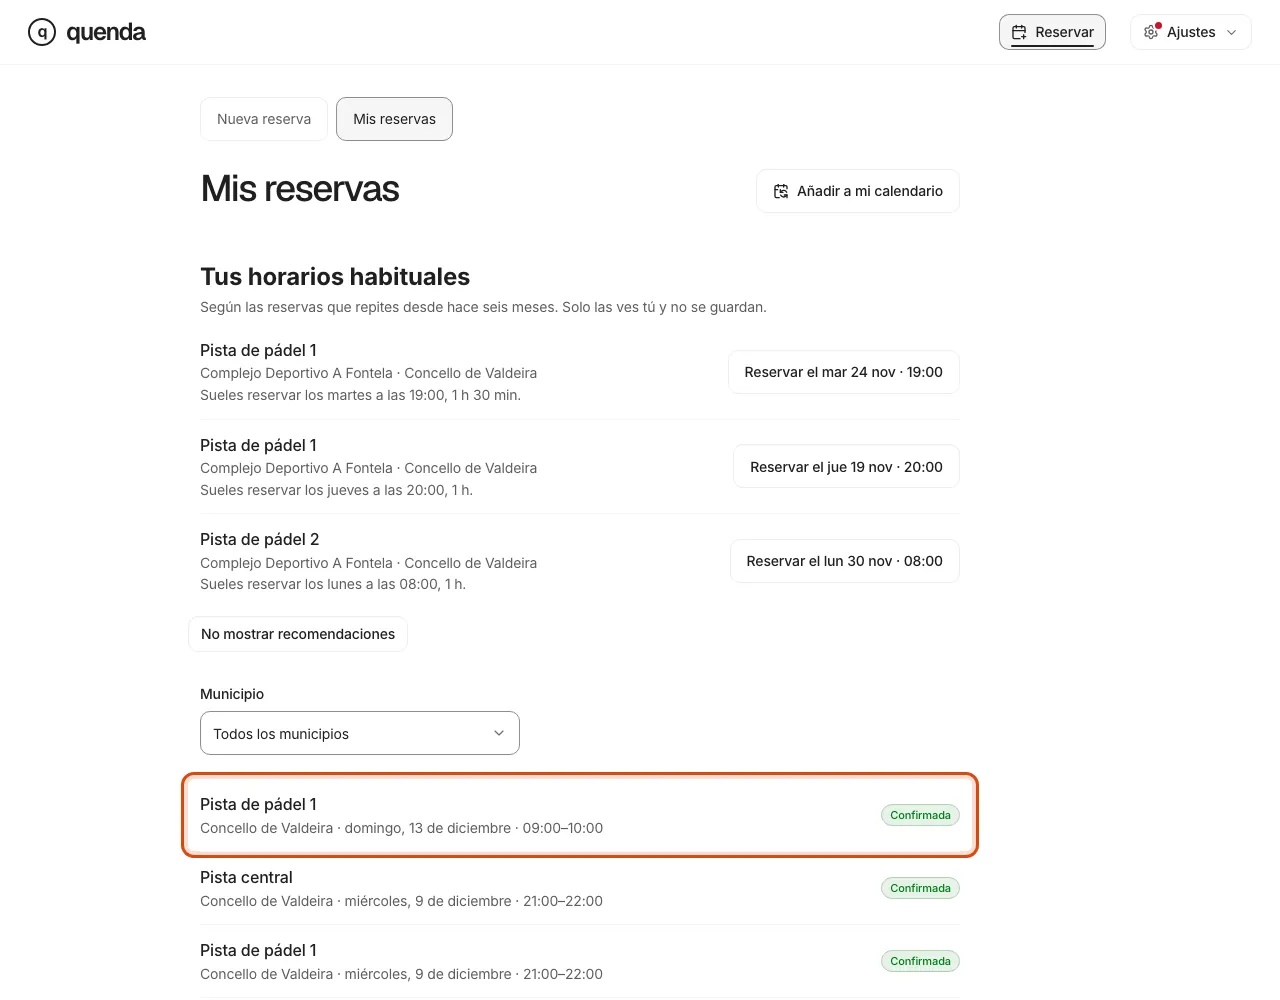 q quenda
Reservar
Ajustes
Nueva reserva
Mis reservas
Mis reservas
Añadir a mi calendario
Tus horarios habituales
Según las reservas que repites desde hace seis meses. Solo las ves tú y no se guardan.
Pista de pádel 1
Complejo Deportivo A Fontela · Concello de Valdeira
Sueles reservar los martes a las 19:00, 1 h 30 min.
Reservar el mar 24 nov · 19:00
Pista de pádel 1
Complejo Deportivo A Fontela · Concello de Valdeira
Sueles reservar los jueves a las 20:00, 1 h.
Reservar el jue 19 nov · 20:00
Pista de pádel 2
Complejo Deportivo A Fontela · Concello de Valdeira
Sueles reservar los lunes a las 08:00, 1 h.
Reservar el lun 30 nov · 08:00
No mostrar recomendaciones
Municipio
Todos los municipios
Pista de pádel 1
Concello de Valdeira · domingo, 13 de diciembre · 09:00–10:00
Confirmada
Pista central
Concello de Valdeira · miércoles, 9 de diciembre · 21:00–22:00
Confirmada
Pista de pádel 1
Concello de Valdeira · miércoles, 9 de diciembre · 21:00–22:00
Confirmada